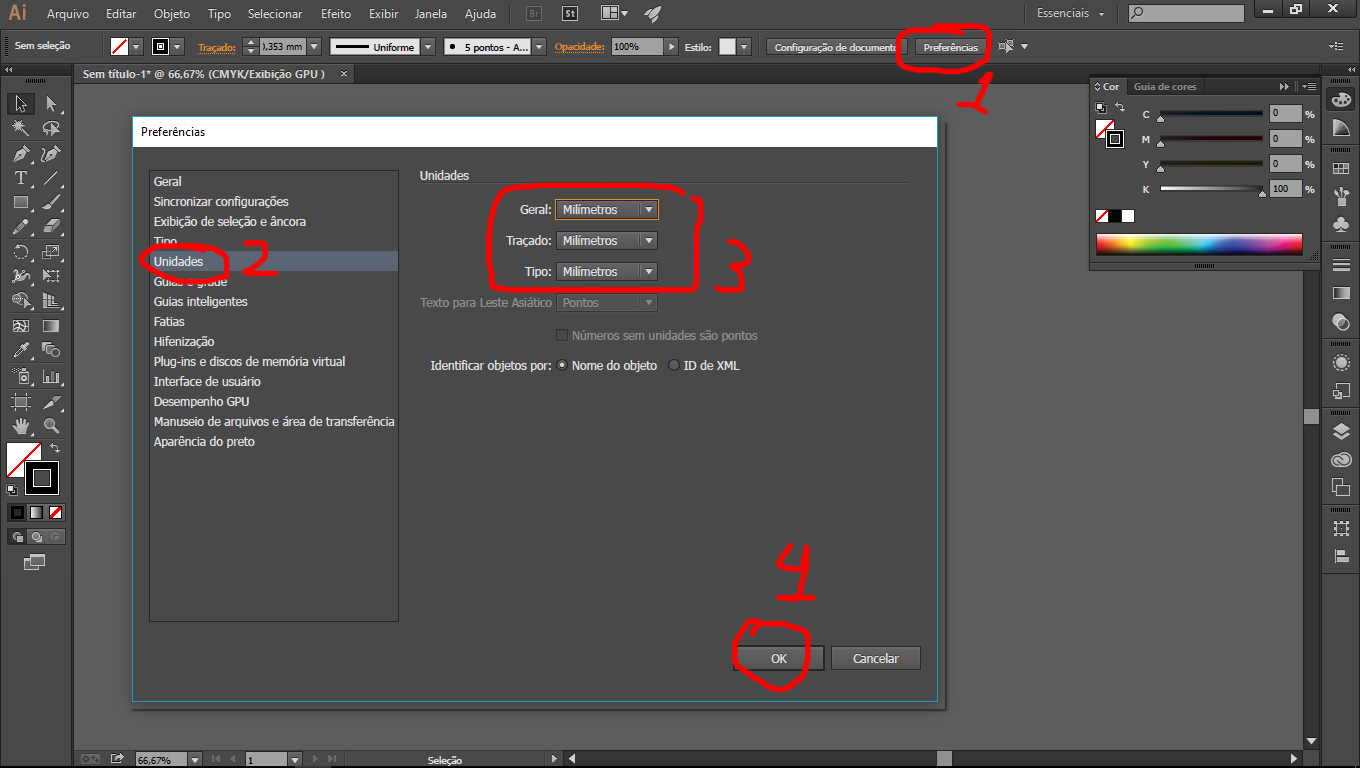 Ai Arquivo Editar Objeto Tipo Selecionar Efeito Exibir Janela Ajuda Br St Essenciais
Sem seleção Traçado: 0,353 mm Uniforme 5 pontos - A... Opacidade: 100% Estilo: Configuração de documento Preferências
1
Sem título-1* @ 66,67% (CMYK/Exibição GPU ) ×
Cor Guia de cores
C 0 %
M 0 %
Y 0 %
K 100 %
Preferências
Geral
Sincronizar configurações
Exibição de seleção e âncora
Tipo
Unidades 2
Guias e grade
Guias inteligentes
Fatias
Hifenização
Plug-ins e discos de memória virtual
Interface de usuário
Desempenho GPU
Manuseio de arquivos e área de transferência
Aparência do preto
Unidades
Geral: Milímetros
Traçado: Milímetros
3
Tipo: Milímetros
Texto para Leste Asiático Pontos
Números sem unidades são pontos
Identificar objetos por: Nome do objeto ID de XML
4
OK Cancelar
66,67% 1 Seleção